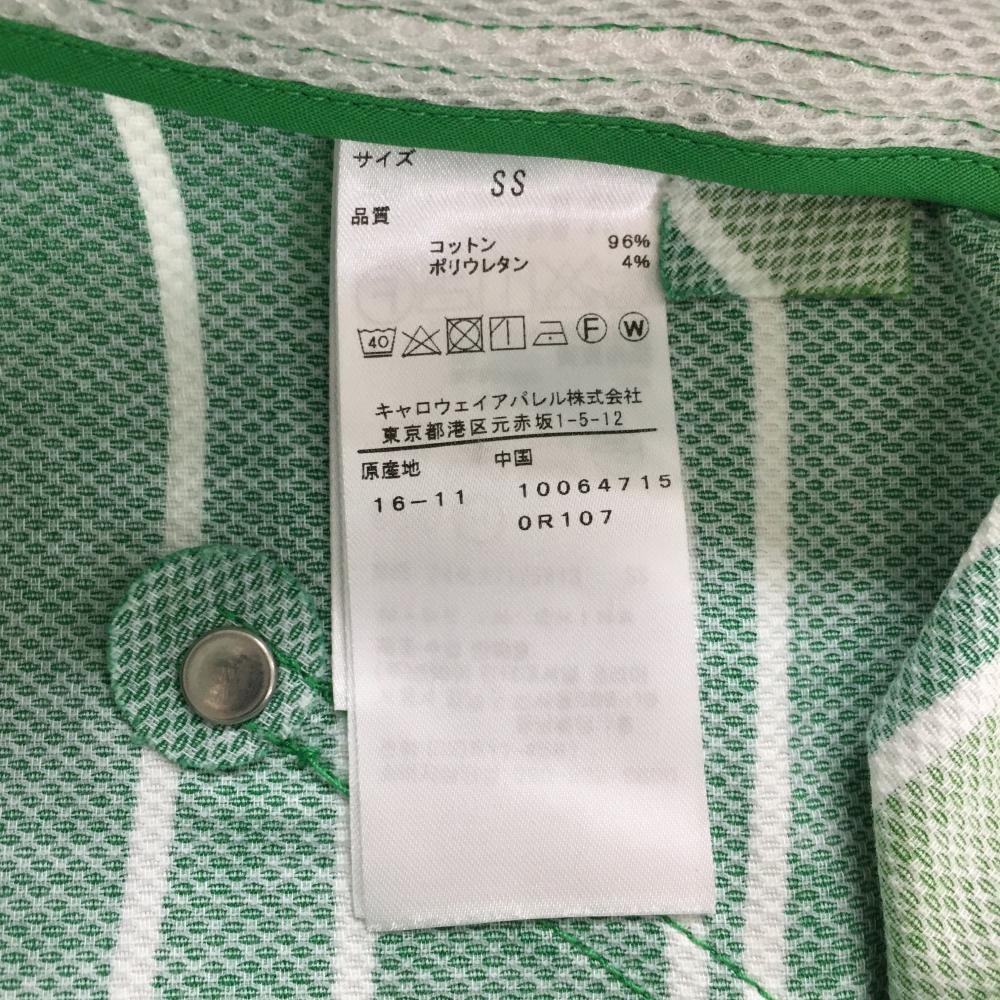 サイズ
SS
品質
コットン 96%
ポリウレタン 4%
40 F W
キャロウェイアパレル株式会社
東京都港区元赤坂1-5-12
原産地 中国
16-11 10064715
0R107